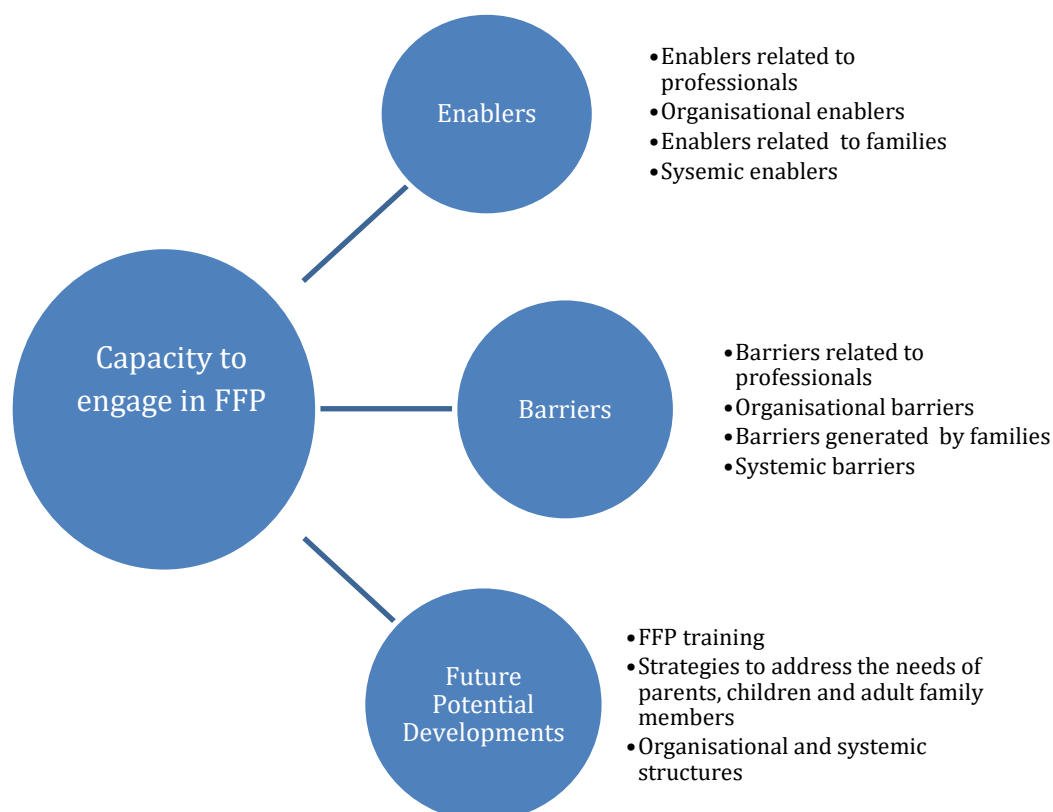 Enablers
•Enablers related to
professionals
•Organisational enablers
•Enablers related  to families
•Sysemic enablers
Capacity to
engage in FFP
Barriers
•Barriers related to
professionals
•Organisational barriers
•Barriers generated  by families
•Systemic barriers
Future
Potential
Developments
•FFP training
•Strategies to address the needs of
parents, children and adult family
members
•Organisational and systemic
structures